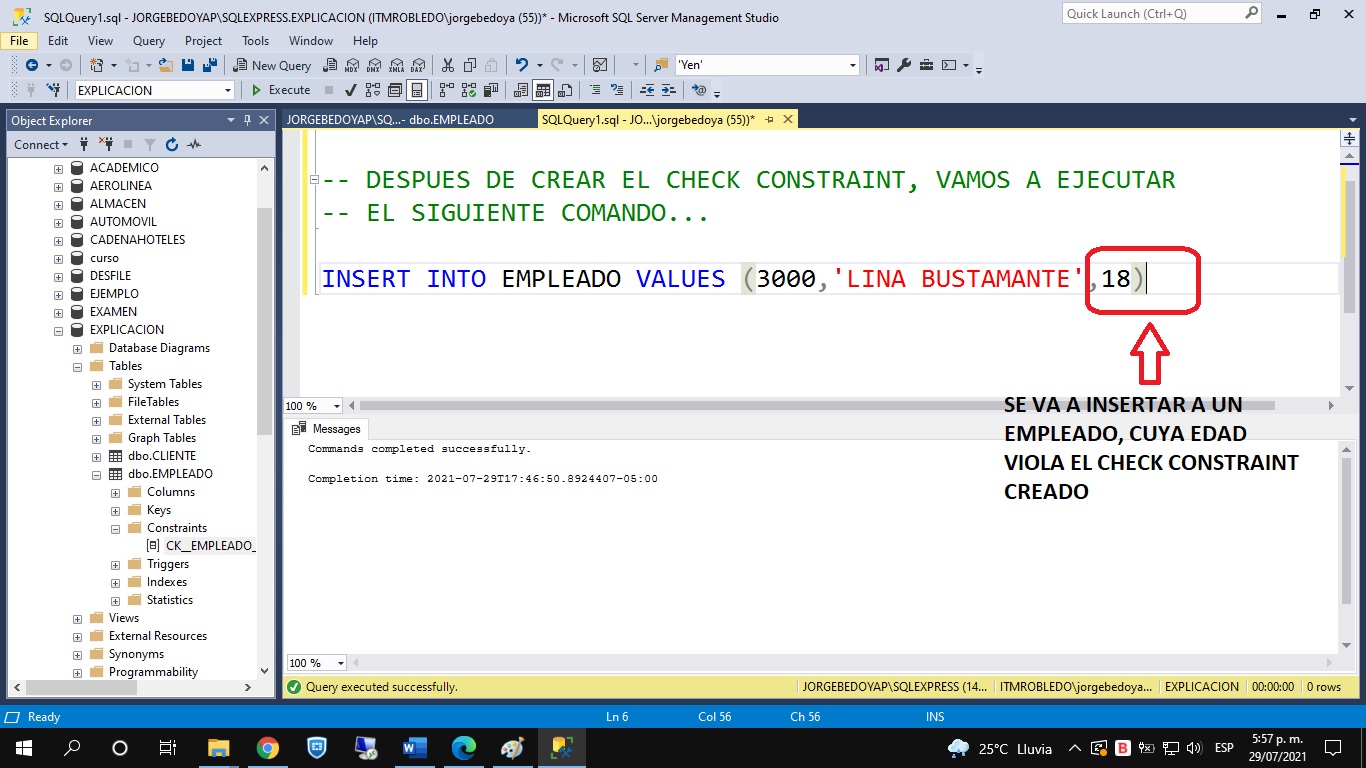 SQLQuery1.sql - JORGEBEDOYAP\SQLEXPRESS.EXPLICACION (ITMROBLEDO\jorgebedoya (55))* - Microsoft SQL Server Management Studio
Quick Launch (Ctrl+Q)
File Edit View Query Project Tools Window Help
New Query
MDX DMX XMLA DAX
'Yen'
EXPLICACION
Execute
Object Explorer
Connect
ACADEMICO
AEROLINEA
ALMACEN
AUTOMOVIL
CADENAHOTELES
curso
DESFILE
EJEMPLO
EXAMEN
EXPLICACION
Database Diagrams
Tables
System Tables
FileTables
External Tables
Graph Tables
dbo.CLIENTE
dbo.EMPLEADO
Columns
Keys
Constraints
CK__EMPLEADO_
Triggers
Indexes
Statistics
Views
External Resources
Synonyms
Programmability
JORGEBEDOYAP\SQ...- dbo.EMPLEADO
SQLQuery1.sql - JO...\jorgebedoya (55))*
-- DESPUES DE CREAR EL CHECK CONSTRAINT, VAMOS A EJECUTAR
-- EL SIGUIENTE COMANDO...
INSERT INTO EMPLEADO VALUES (3000,'LINA BUSTAMANTE',18)
SE VA A INSERTAR A UN
EMPLEADO, CUYA EDAD
VIOLA EL CHECK CONSTRAINT
CREADO
100 %
Messages
Commands completed successfully.
Completion time: 2021-07-29T17:46:50.8924407-05:00
100 %
Query executed successfully.
JORGEBEDOYAP\SQLEXPRESS (14...
ITMROBLEDO\jorgebedoya...
EXPLICACION
00:00:00
0 rows
Ready
Ln 6
Col 56
Ch 56
INS
25°C Lluvia
ESP
5:57 p. m.
29/07/2021